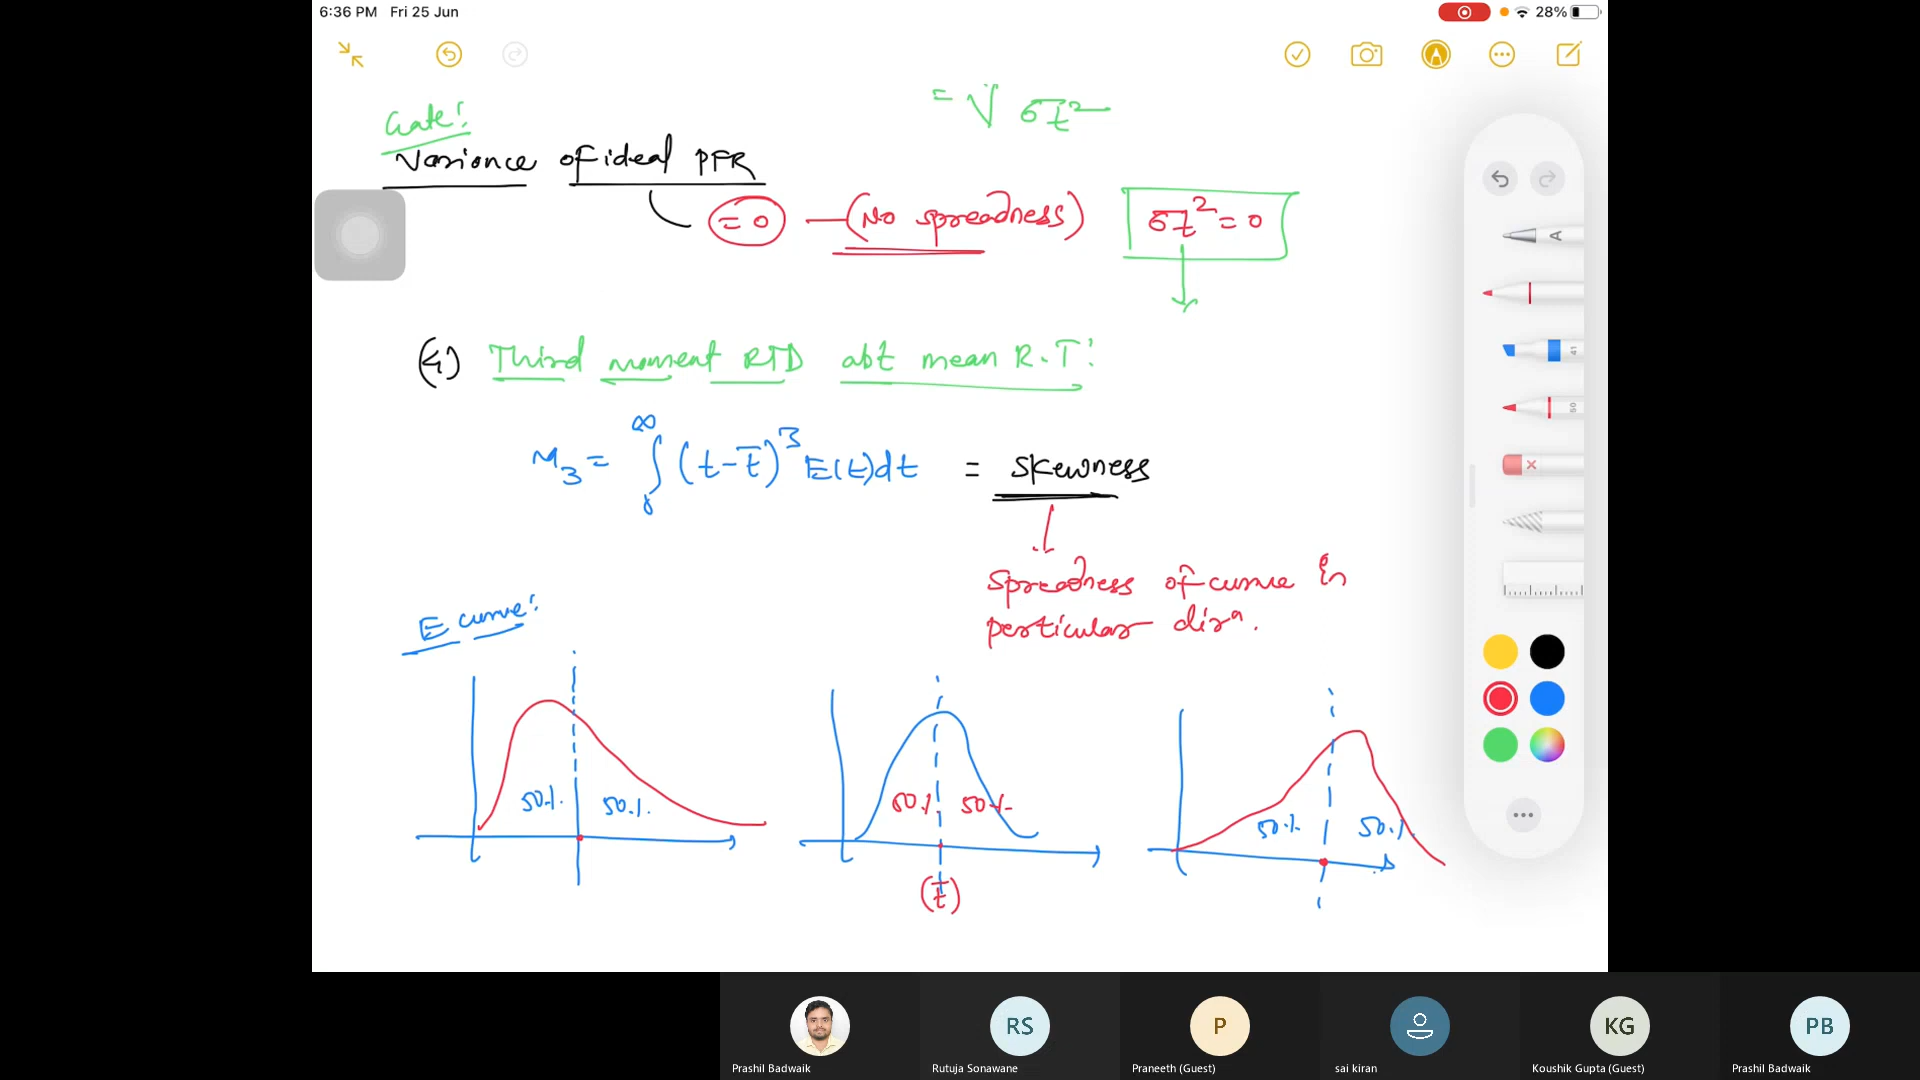 6:36 PM Fri 25 Jun
28%
Gate:
= √σt²
Variance of ideal PFR
= 0 — (No spreadness) σt² = 0
A
(4) Third moment RTD abt mean R.T:
41
50
M3 = ∫0^∞ (t-t̄)³ E(t)dt = Skewness
Spreadness of curve in
perticular dirⁿ.
E curve:
50%. 50%.
50% 50%
50% 50%
(t̄)
RS P KG PB
Prashil Badwaik Rutuja Sonawane Praneeth (Guest) sai kiran Koushik Gupta (Guest) Prashil Badwaik